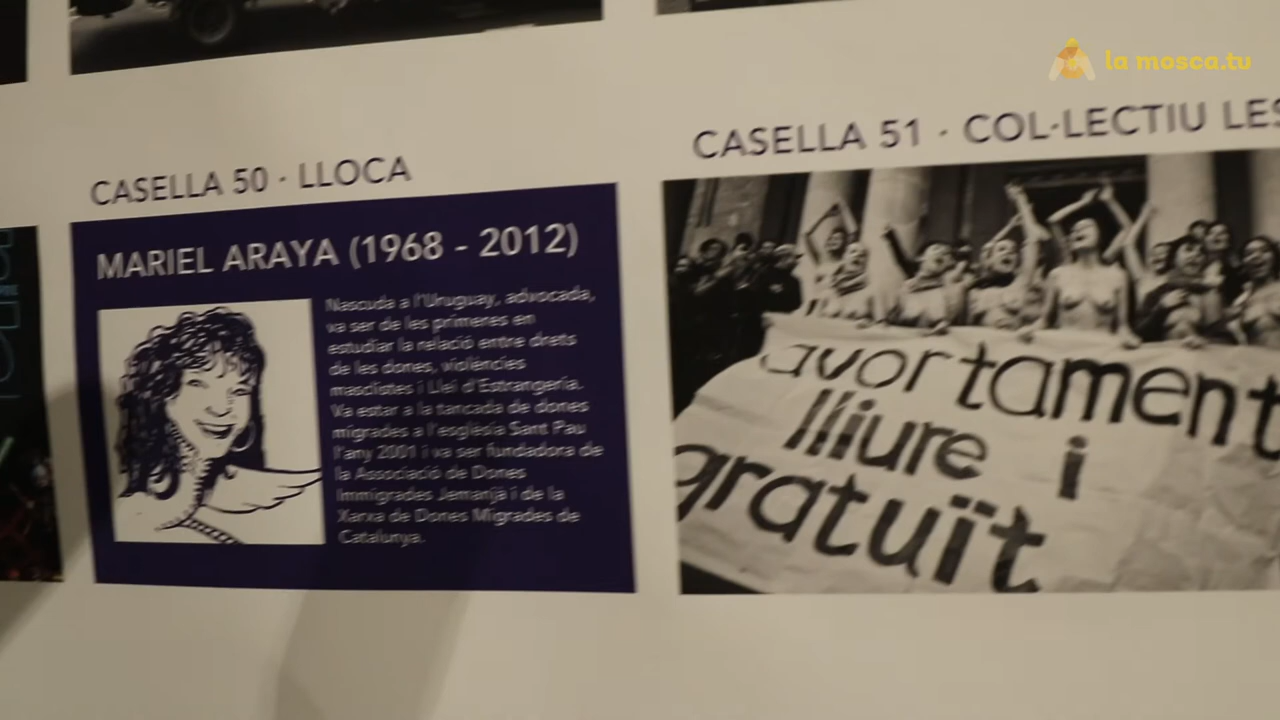 la mosca.tv
CASELLA 50 · LLOCA
MARIEL ARAYA (1968 - 2012)
Nascuda a l'Uruguay, advocada,
va ser de les primeres en
estudiar la relació entre drets
de les dones, violències
masclistes i Llei d'Estrangeria.
Va estar a la tancada de dones
migrades a l'església Sant Pau
l'any 2001 i va ser fundadora de
la Associació de Dones
Immigrades Jemanjà i de la
Xarxa de Dones Migrades de
Catalunya.
CASELLA 51 · COL·LECTIU LES
avortament
lliure i
gratuït